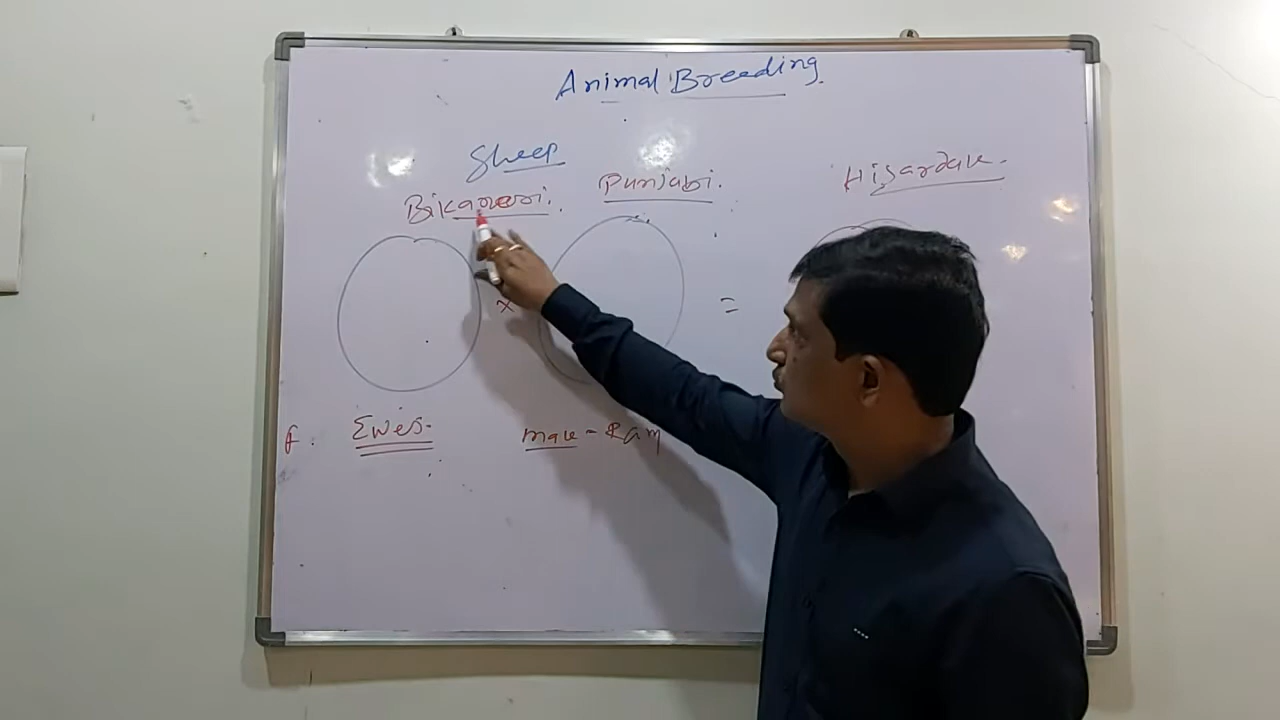 Animal Breeding
Sheep
Bikaneri. Punjabi. Hisardale.
x =
f. Ewes. male - Ram